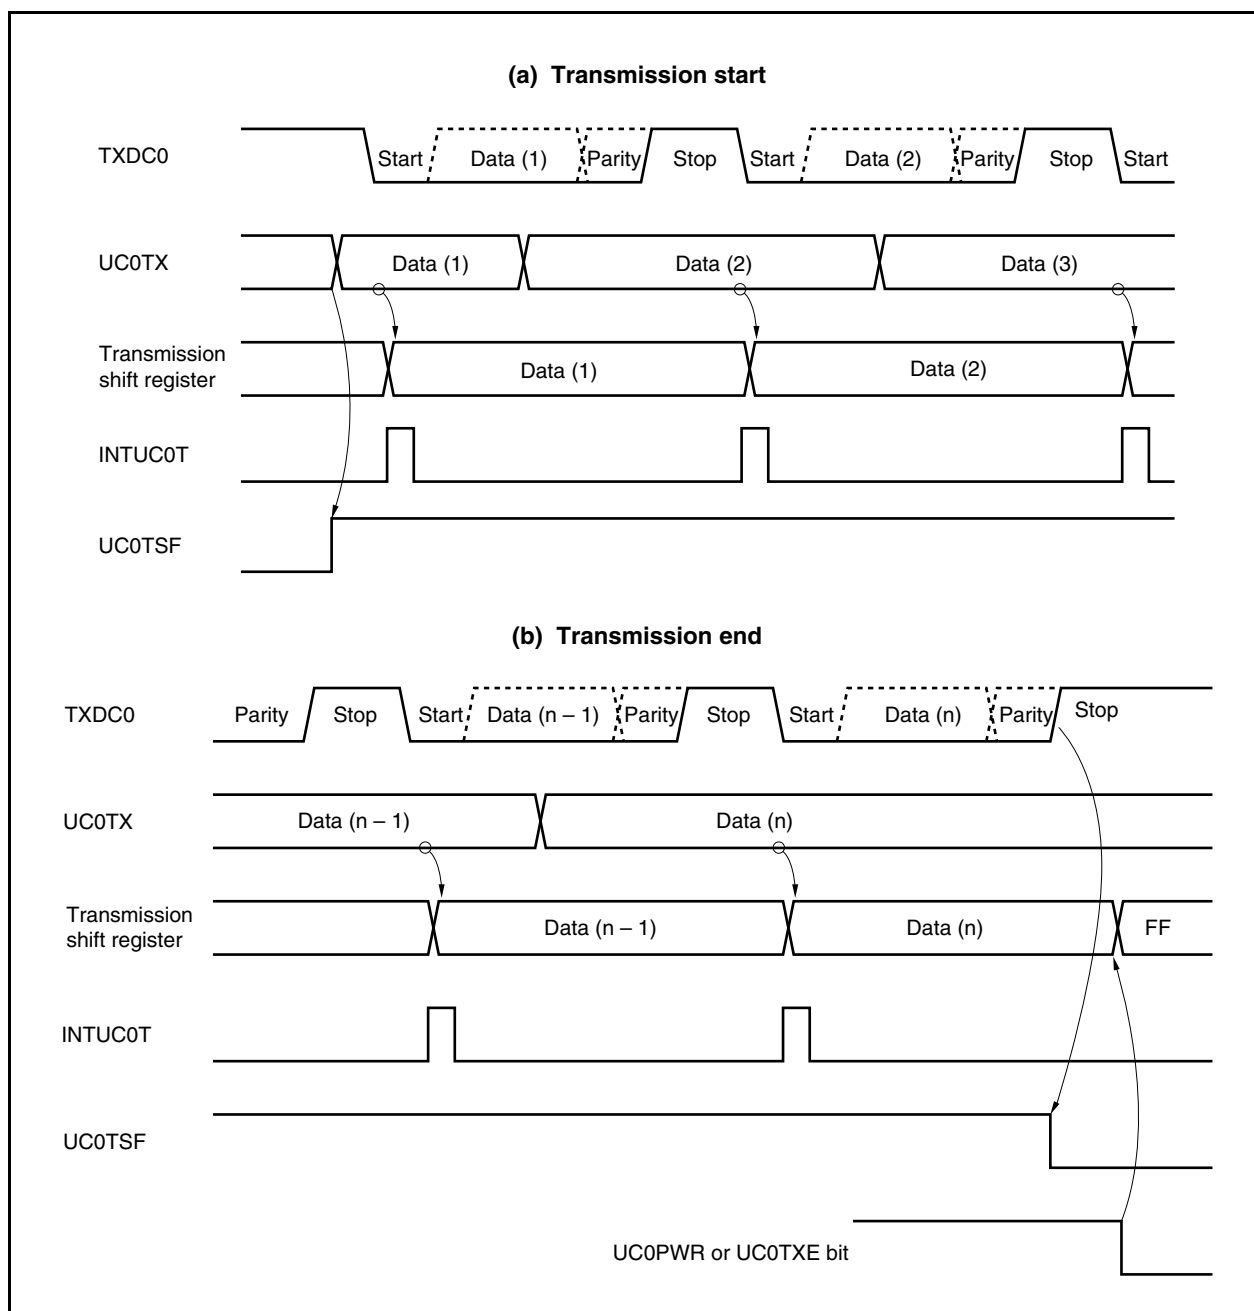 (a) Transmission start
TXDC0
Start Data (1) Parity Stop Start Data (2) Parity Stop Start
UC0TX
Data (1) Data (2) Data (3)
Transmission
shift register
Data (1) Data (2)
INTUC0T
UC0TSF
(b) Transmission end
TXDC0
Parity Stop Start Data (n – 1) Parity Stop Start Data (n) Parity Stop
UC0TX
Data (n – 1) Data (n)
Transmission
shift register
Data (n – 1) Data (n) FF
INTUC0T
UC0TSF
UC0PWR or UC0TXE bit